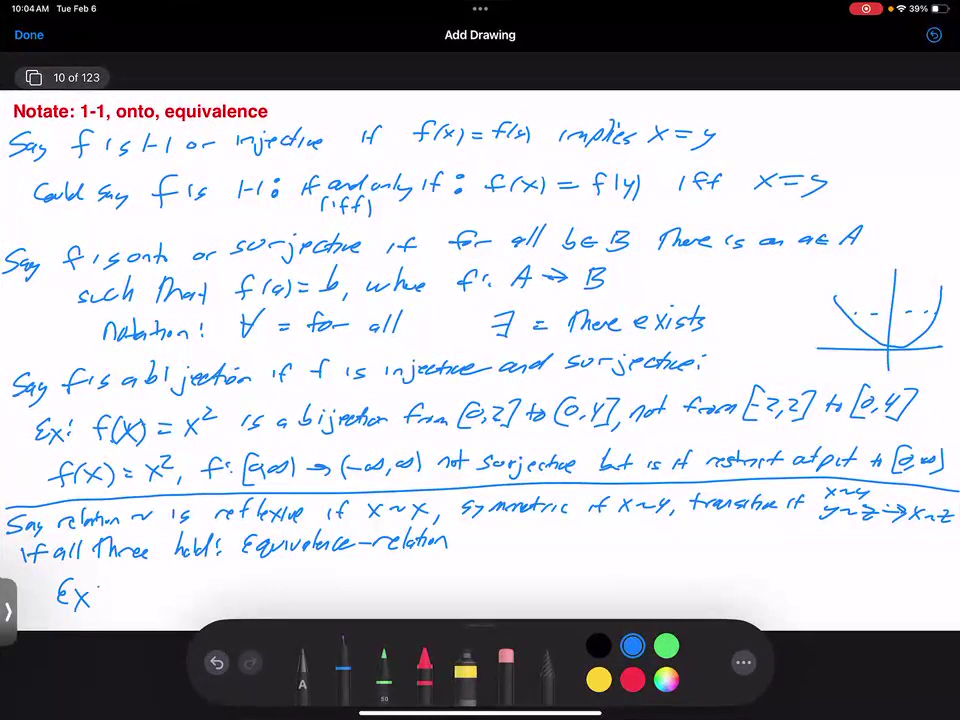 10:04 AM Tue Feb 6
39%
Done
Add Drawing
10 of 123
Notate: 1-1, onto, equivalence
Say f is 1-1 or injective if f(x) = f(y) implies x = y
Could say f is 1-1: if and only if: f(x) = f(y) iff x = y
(iff)
Say f is onto or surjective if for all b ∈ B There is an a ∈ A
such that f(a) = b, where f: A → B
Notation: ∀ = for all ∃ = There exists
Say f is a bijection if f is injective and surjective:
Ex: f(x) = x² is a bijection from [0,2] to [0,4], not from [-2,2] to [0,4]
f(x) = x², f: [0,∞) → (-∞,∞) not surjective but is if restrict output to [0,∞)
Say relation ~ is reflexive if x ~ x, symmetric if x ~ y, transitive if x~y
y~z → x~z
If all Three hold: Equivalence-relation
Ex
A
50